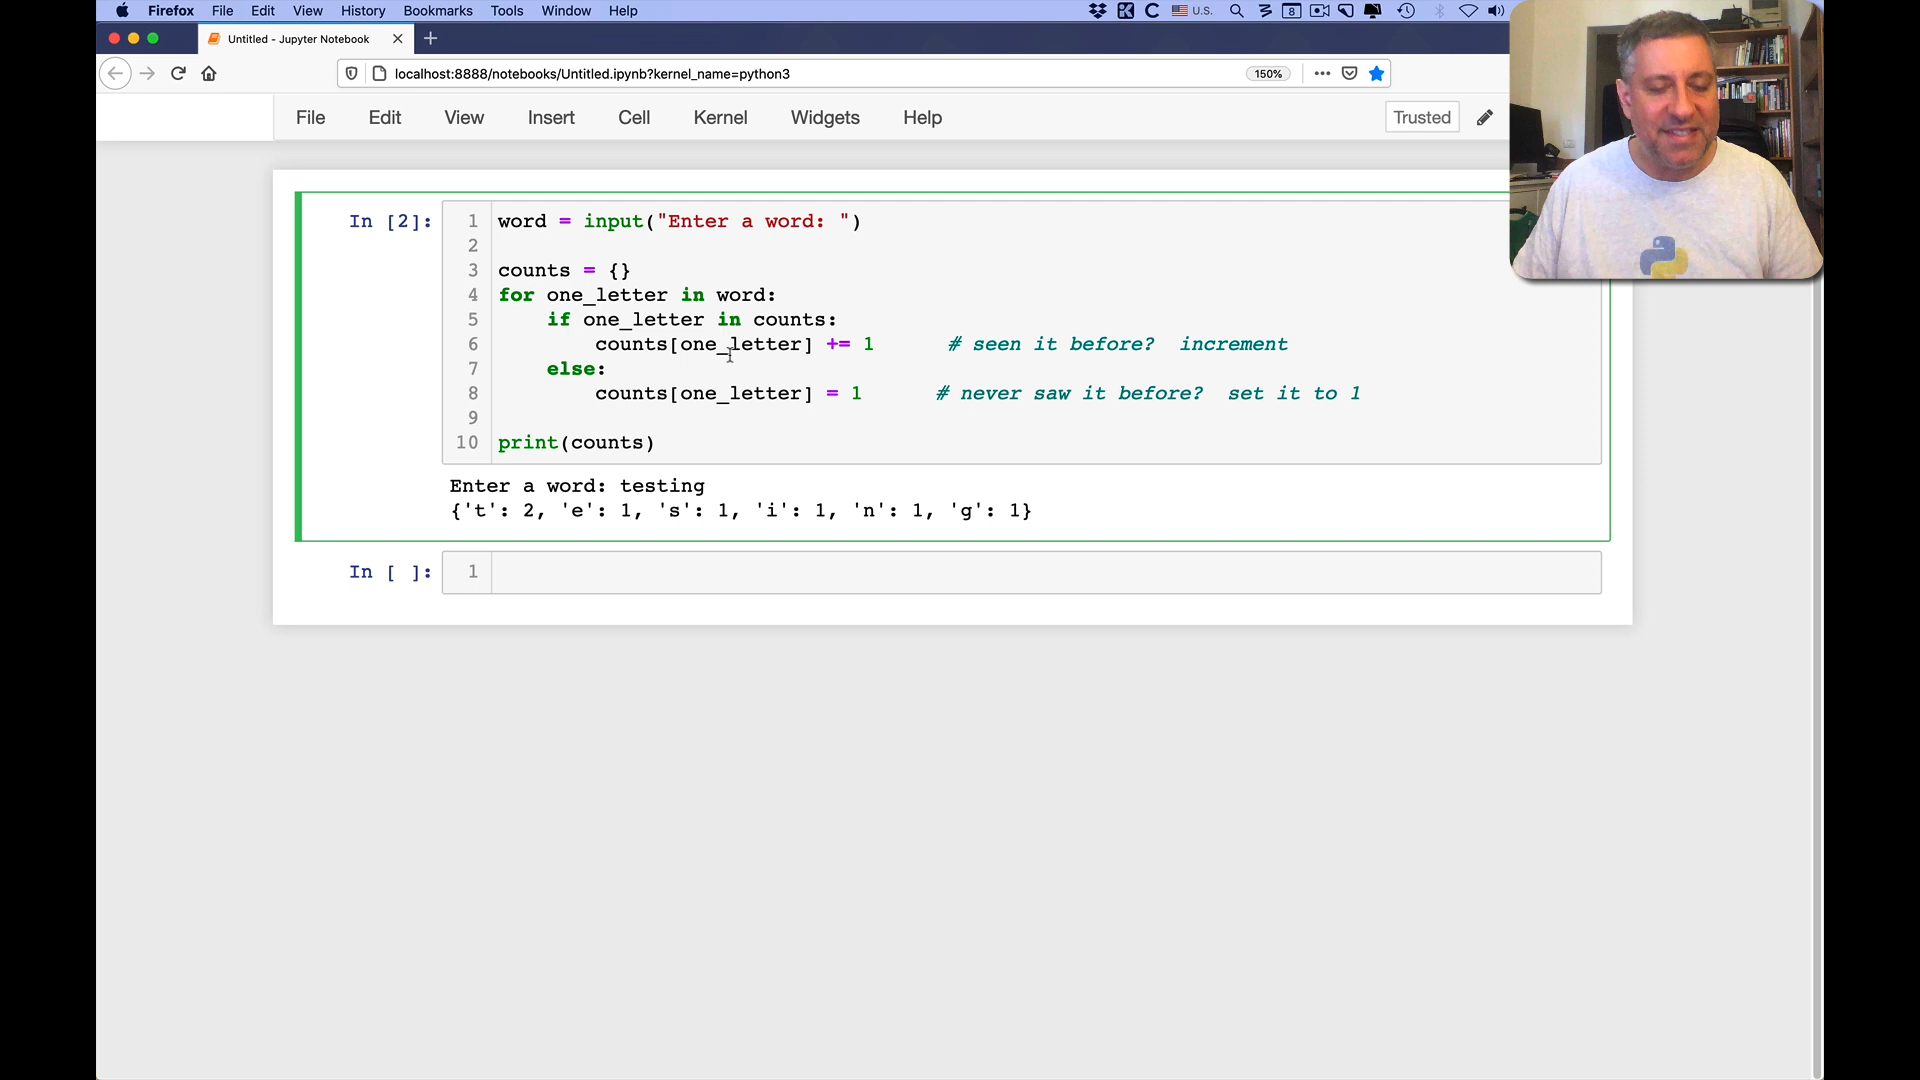 Firefox File Edit View History Bookmarks Tools Window Help
U.S.
8
Untitled - Jupyter Notebook
localhost:8888/notebooks/Untitled.ipynb?kernel_name=python3
150%
File Edit View Insert Cell Kernel Widgets Help
Trusted
In [2]:
1 word = input("Enter a word: ")
2
3 counts = {}
4 for one_letter in word:
5 if one_letter in counts:
6 counts[one_letter] += 1 # seen it before? increment
7 else:
8 counts[one_letter] = 1 # never saw it before? set it to 1
9
10 print(counts)
Enter a word: testing
{'t': 2, 'e': 1, 's': 1, 'i': 1, 'n': 1, 'g': 1}
In [ ]: 1